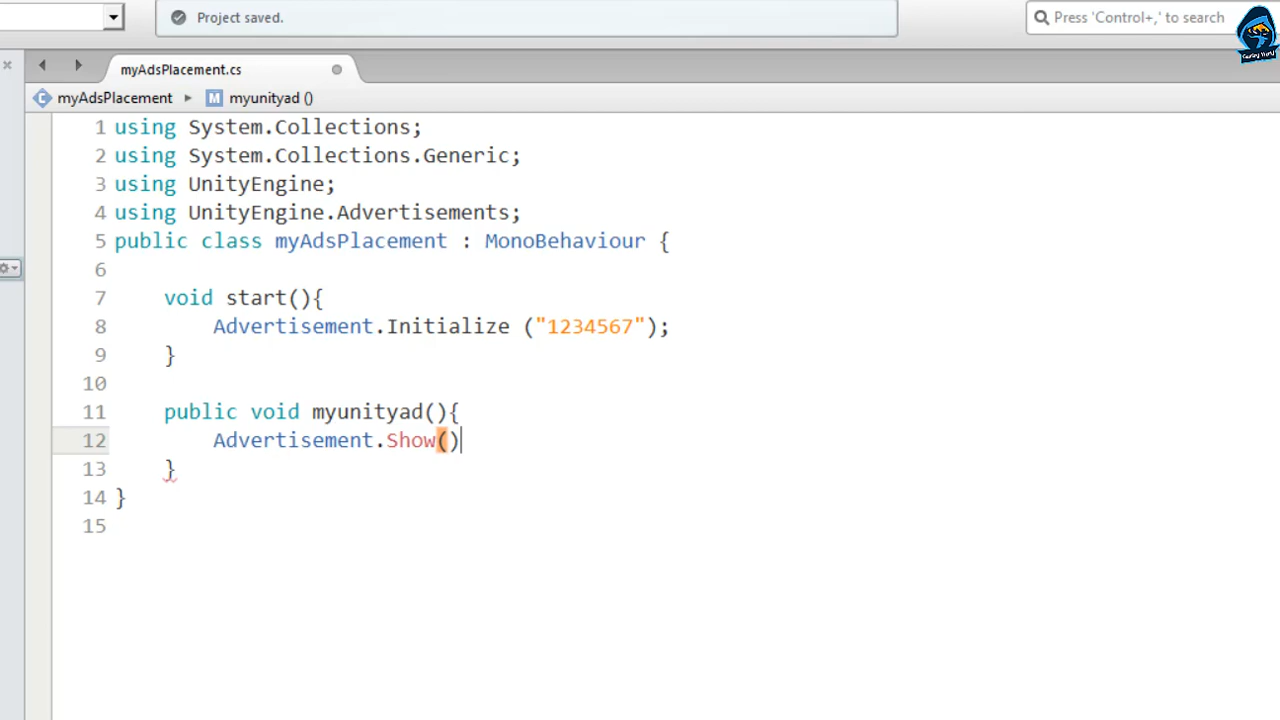 Project saved.
Press 'Control+,' to search
myAdsPlacement.cs
myAdsPlacement ▸ M myunityad ()
1 using System.Collections;
2 using System.Collections.Generic;
3 using UnityEngine;
4 using UnityEngine.Advertisements;
5 public class myAdsPlacement : MonoBehaviour {
6
7 void start(){
8 Advertisement.Initialize ("1234567");
9 }
10
11 public void myunityad(){
12 Advertisement.Show()
13 }
14 }
15